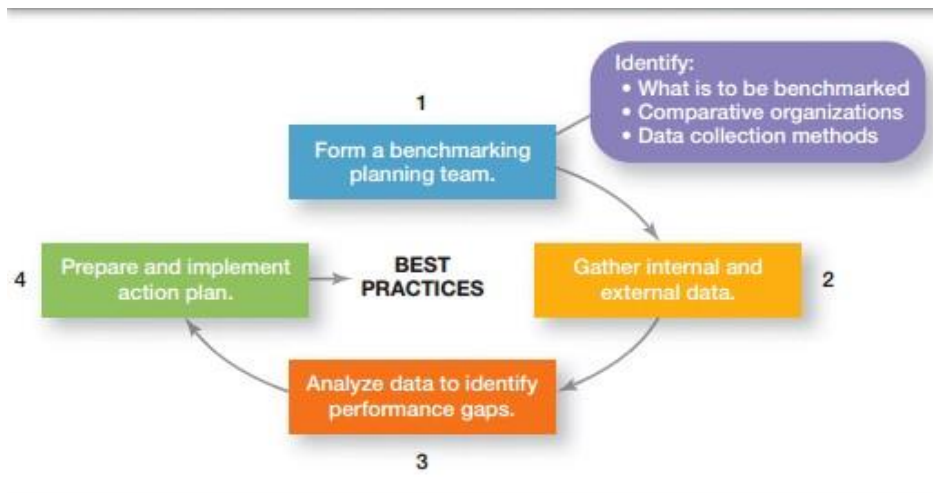 1
Form a benchmarking
planning team.
Identify:
• What is to be benchmarked
• Comparative organizations
• Data collection methods
Gather internal and
external data.
2
Analyze data to identify
performance gaps.
3
4
Prepare and implement
action plan.
BEST
PRACTICES